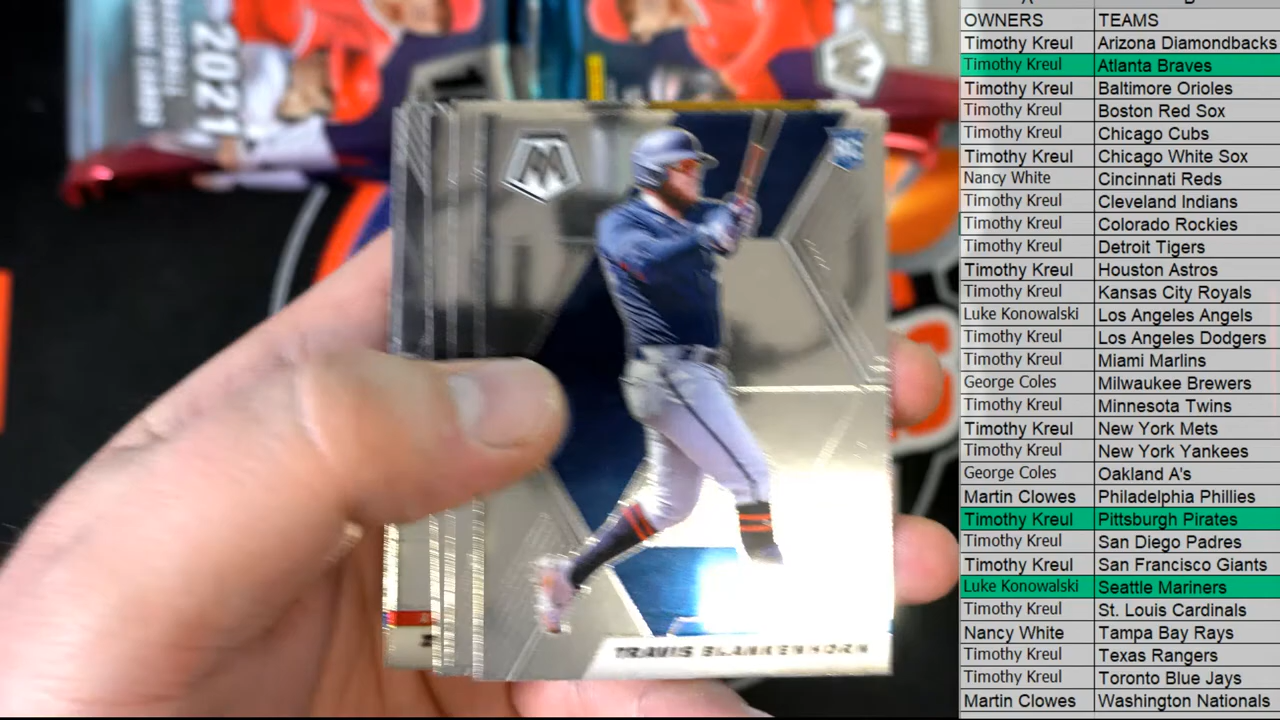 2021
RC
TRAVIS BLANKENHORN
OWNERS TEAMS
Timothy Kreul Arizona Diamondbacks
Timothy Kreul Atlanta Braves
Timothy Kreul Baltimore Orioles
Timothy Kreul Boston Red Sox
Timothy Kreul Chicago Cubs
Timothy Kreul Chicago White Sox
Nancy White Cincinnati Reds
Timothy Kreul Cleveland Indians
Timothy Kreul Colorado Rockies
Timothy Kreul Detroit Tigers
Timothy Kreul Houston Astros
Timothy Kreul Kansas City Royals
Luke Konowalski Los Angeles Angels
Timothy Kreul Los Angeles Dodgers
Timothy Kreul Miami Marlins
George Coles Milwaukee Brewers
Timothy Kreul Minnesota Twins
Timothy Kreul New York Mets
Timothy Kreul New York Yankees
George Coles Oakland A's
Martin Clowes Philadelphia Phillies
Timothy Kreul Pittsburgh Pirates
Timothy Kreul San Diego Padres
Timothy Kreul San Francisco Giants
Luke Konowalski Seattle Mariners
Timothy Kreul St. Louis Cardinals
Nancy White Tampa Bay Rays
Timothy Kreul Texas Rangers
Timothy Kreul Toronto Blue Jays
Martin Clowes Washington Nationals